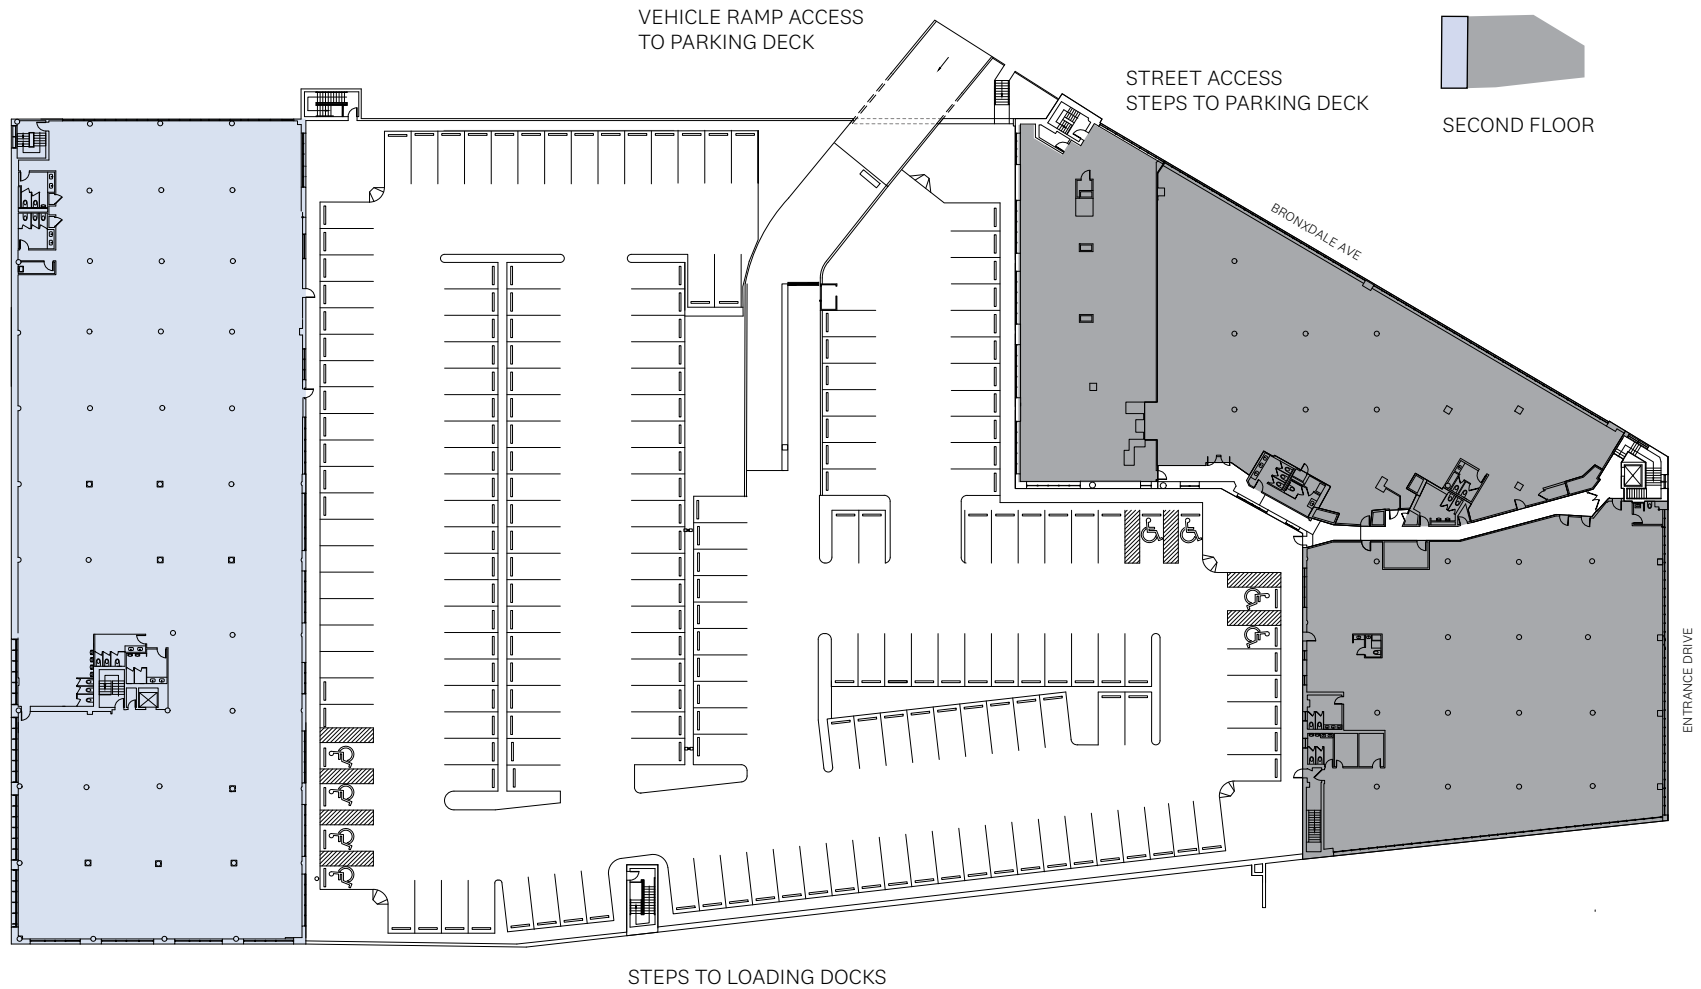 VEHICLE RAMP ACCESS
TO PARKING DECK
STREET ACCESS
STEPS TO PARKING DECK
SECOND FLOOR
BRONXDALE AVE
ENTRANCE DRIVE
STEPS TO LOADING DOCKS